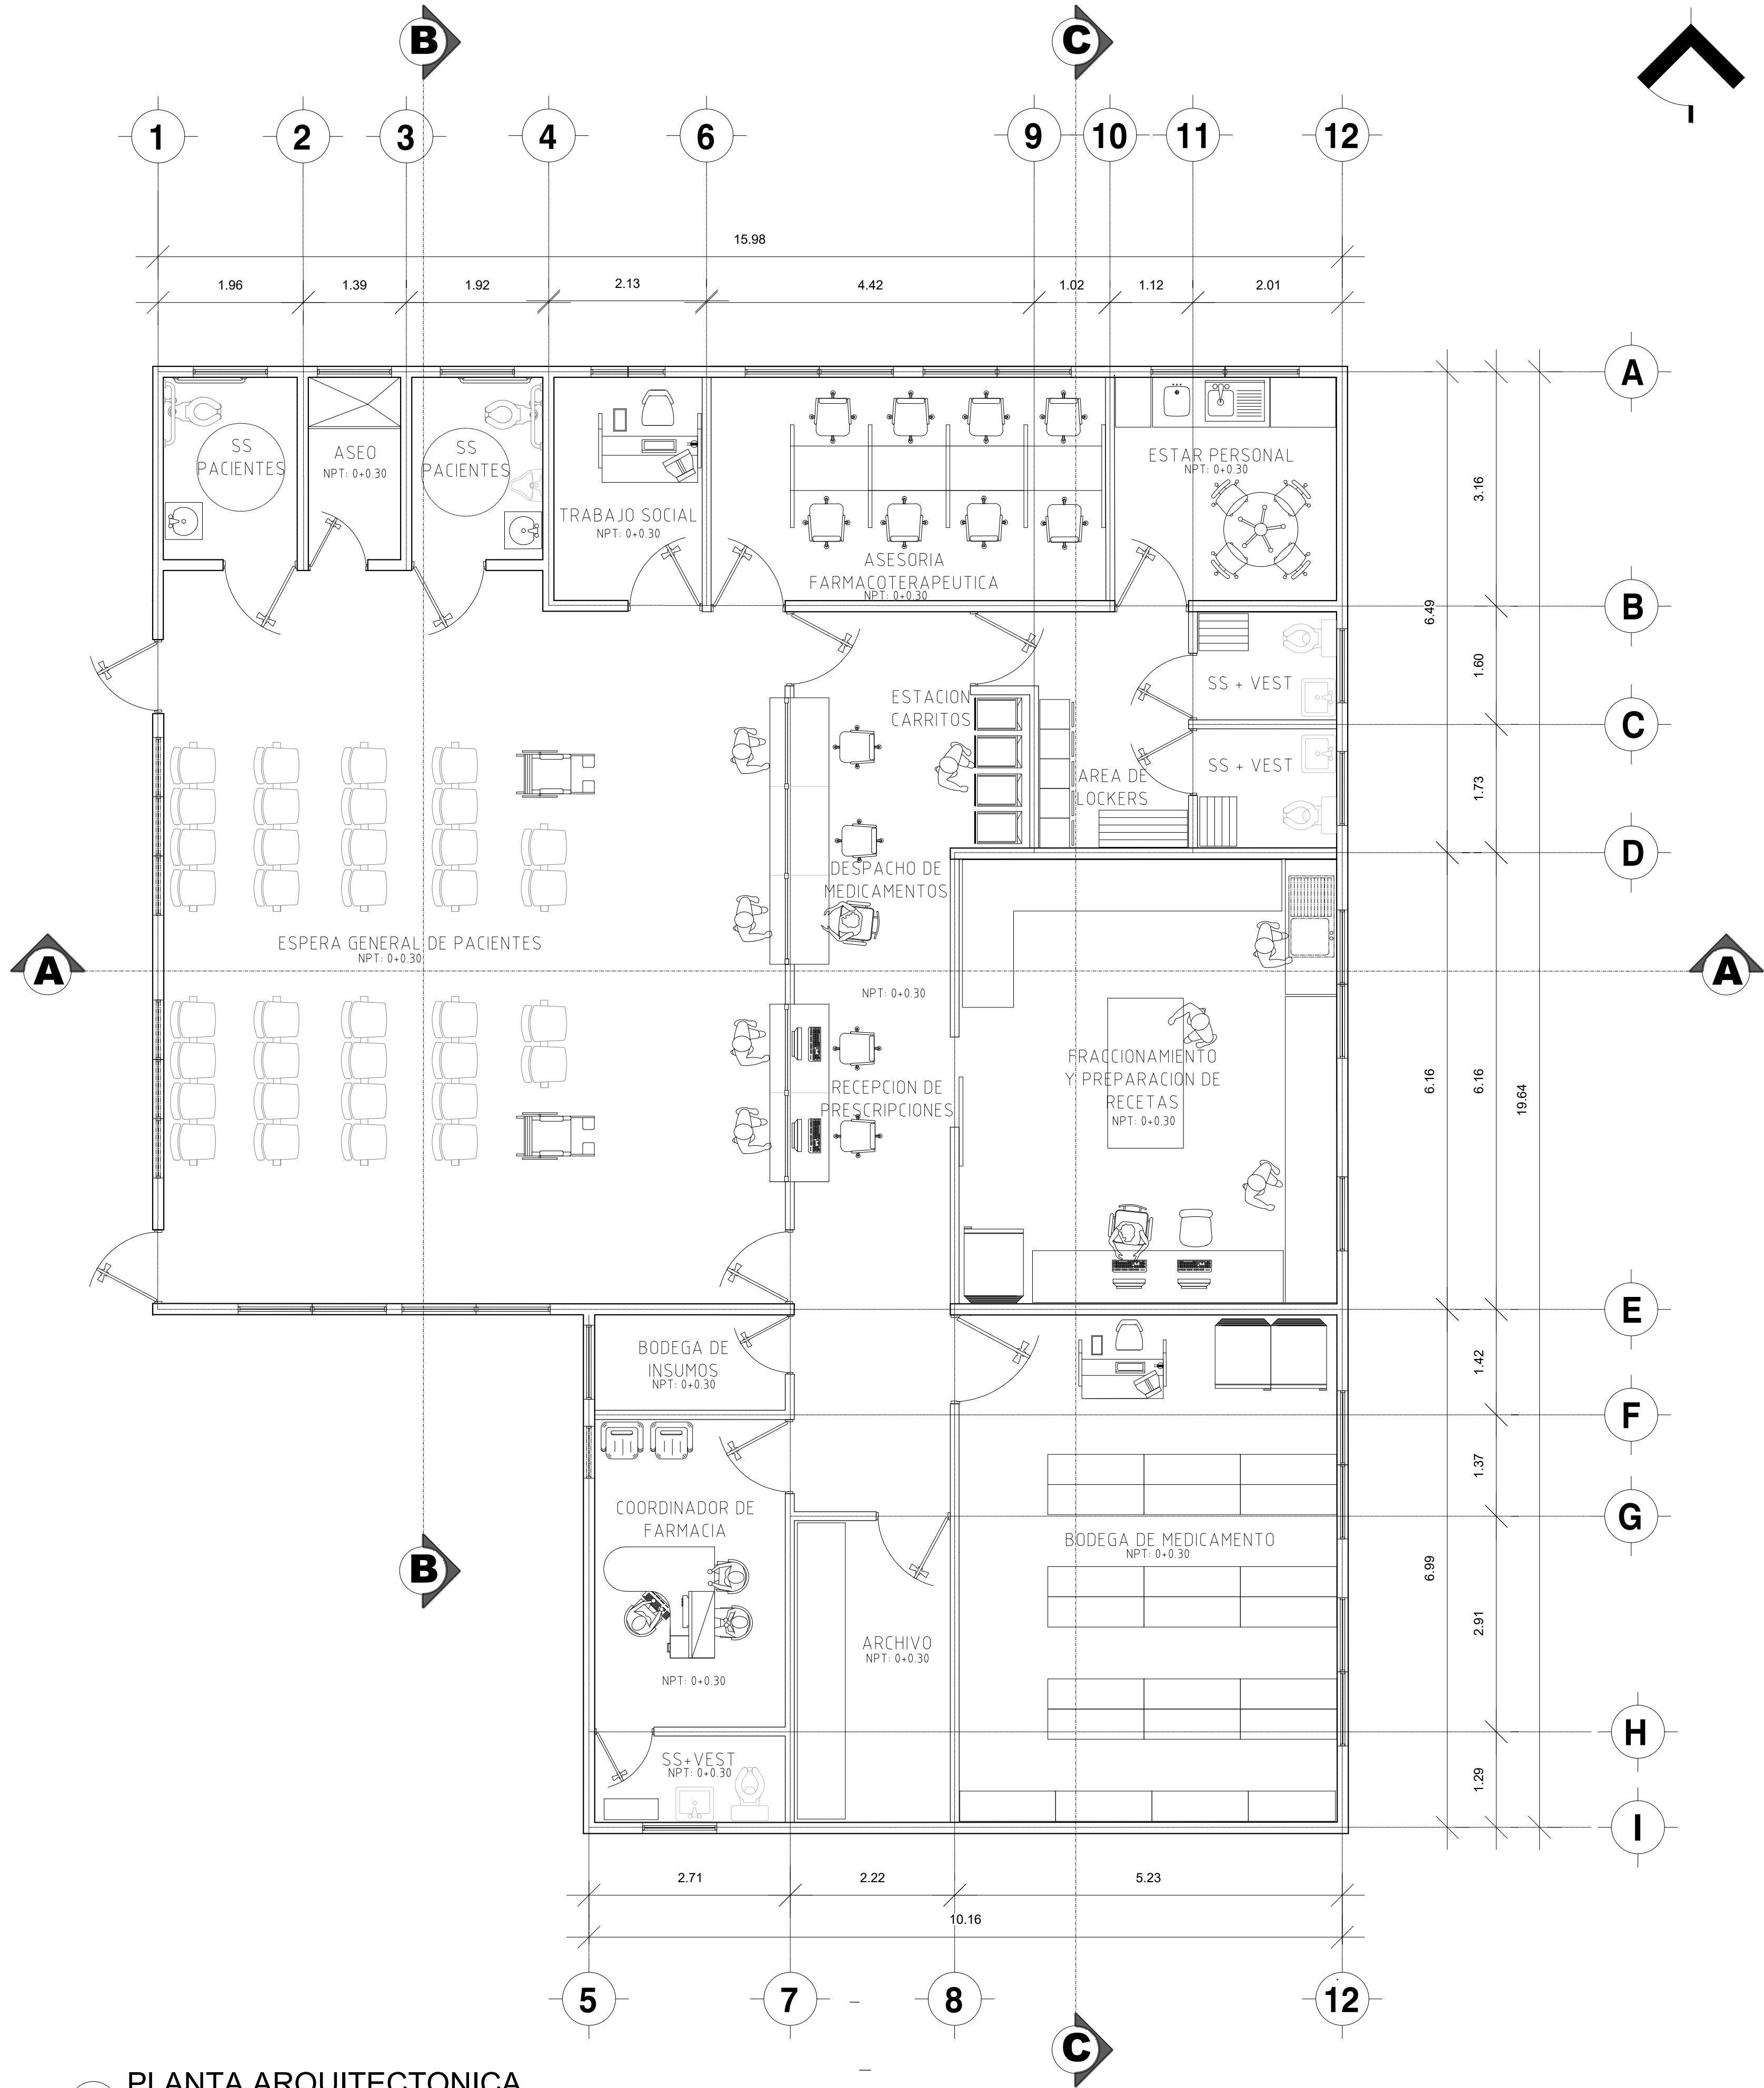 B
C
1
2
3
4
6
9
10
11
12
15.98
1.96
1.39
1.92
2.13
4.42
1.02
1.12
2.01
A
SS
PACIENTES
ASEO
NPT: 0+0.30
SS
PACIENTES
TRABAJO SOCIAL
NPT: 0+0.30
ASESORIA
FARMACOTERAPEUTICA
NPT: 0+0.30
ESTAR PERSONAL
NPT: 0+0.30
3.16
B
6.49
1.60
ESTACION
CARRITOS
SS + VEST
C
SS + VEST
AREA DE
LOCKERS
1.73
D
DESPACHO DE
MEDICAMENTOS
ESPERA GENERAL DE PACIENTES
NPT: 0+0.30
A
A
NPT: 0+0.30
FRACCIONAMIENTO
Y PREPARACION DE
RECETAS
NPT: 0+0.30
RECEPCION DE
PRESCRIPCIONES
6.16
6.16
19.64
E
BODEGA DE
INSUMOS
NPT: 0+0.30
1.42
F
1.37
COORDINADOR DE
FARMACIA
G
BODEGA DE MEDICAMENTO
NPT: 0+0.30
B
6.99
2.91
ARCHIVO
NPT: 0+0.30
NPT: 0+0.30
H
SS+VEST
NPT: 0+0.30
1.29
I
2.71
2.22
5.23
10.16
5
7
8
12
C
PLANTA ARQUITECTONICA